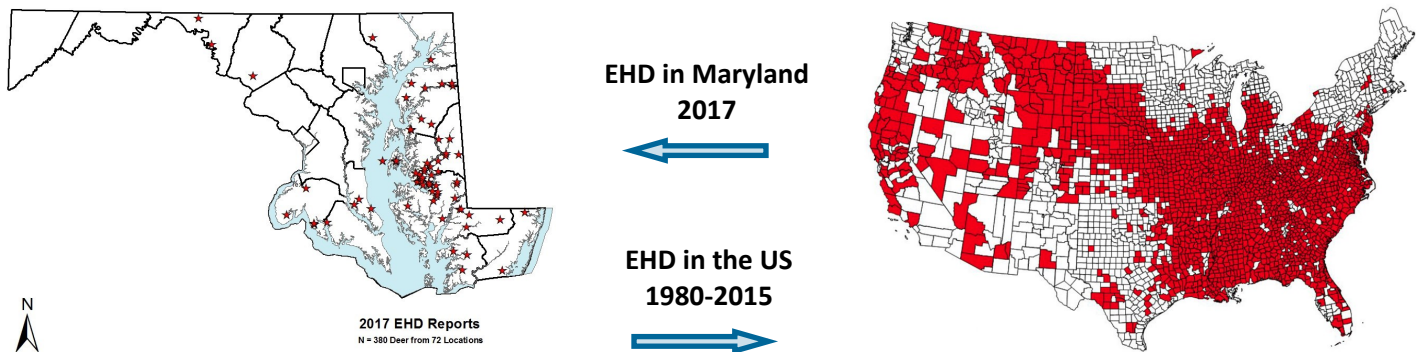 EHD in Maryland
2017
EHD in the US
1980-2015
N
2017 EHD Reports
N = 380 Deer from 72 Locations